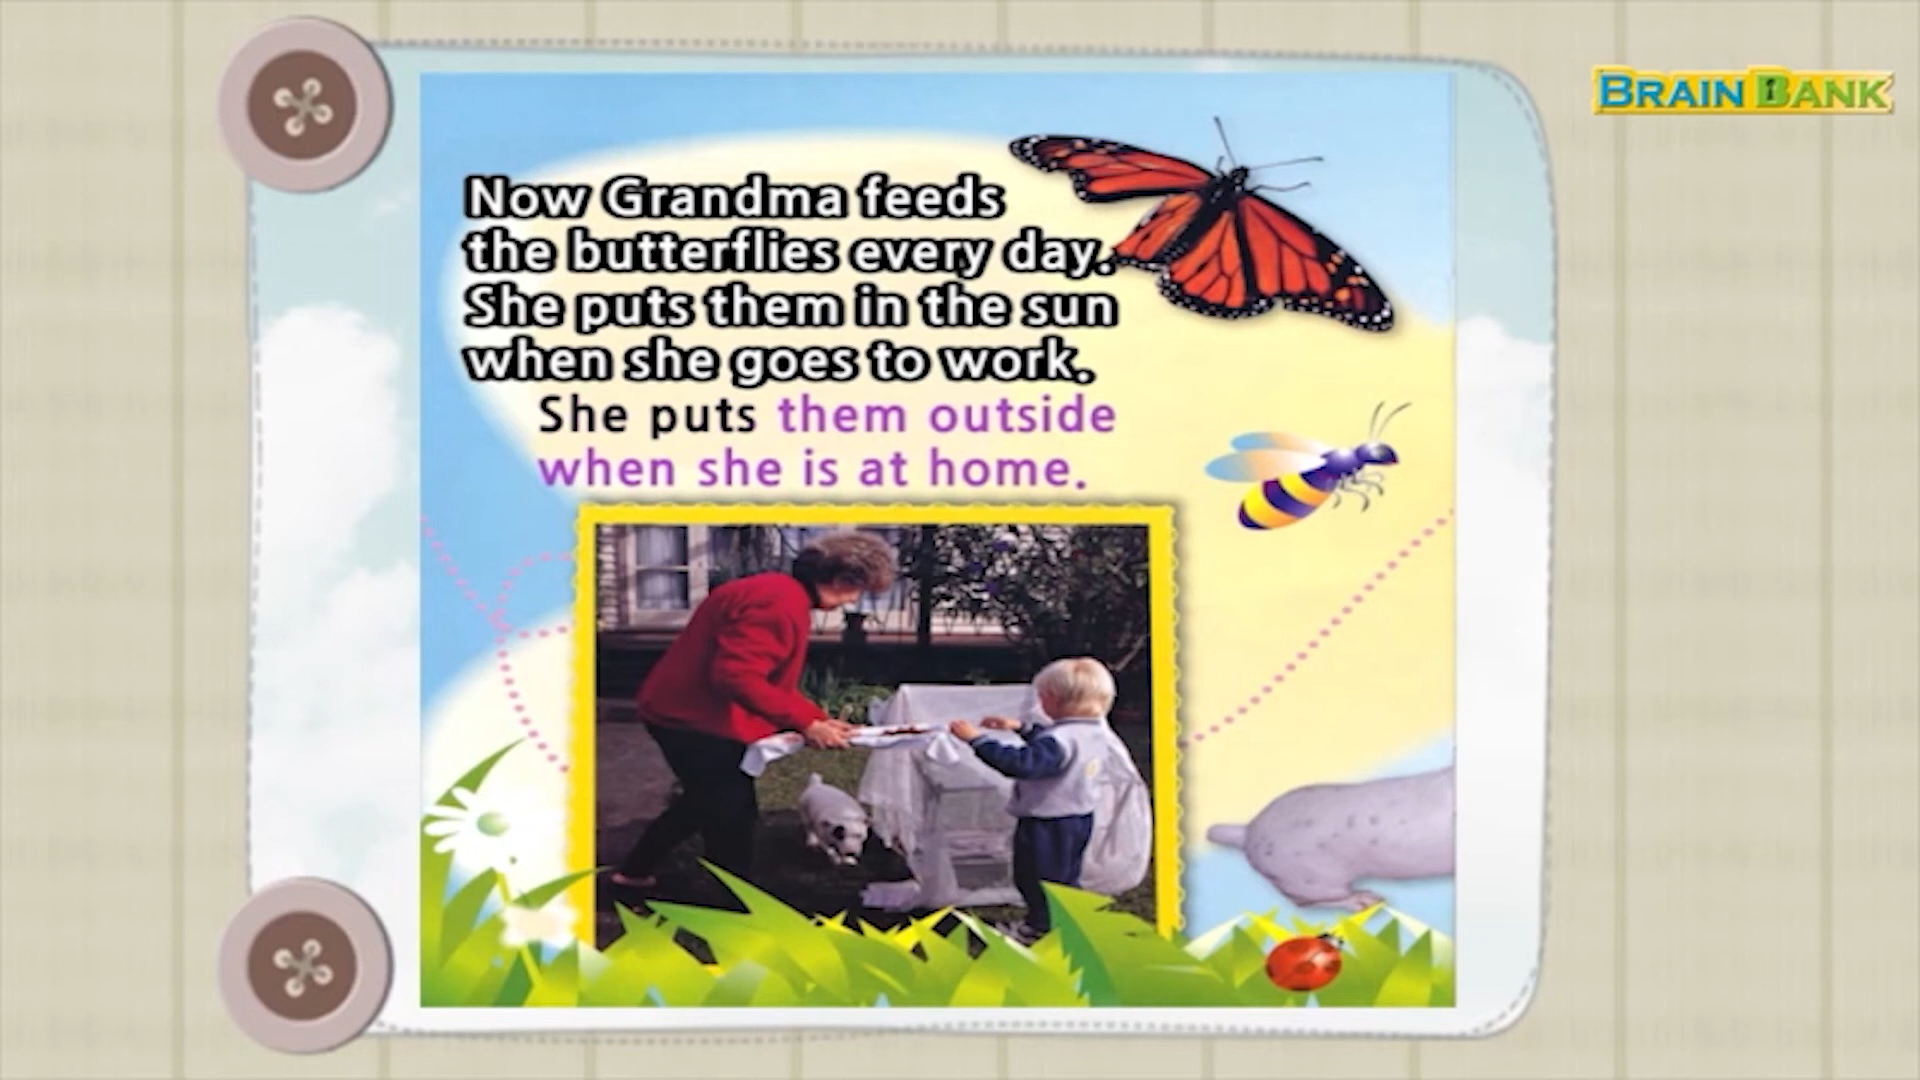 BRAIN BANK
Now Grandma feeds
the butterflies every day.
She puts them in the sun
when she goes to work.
She puts them outside
when she is at home.